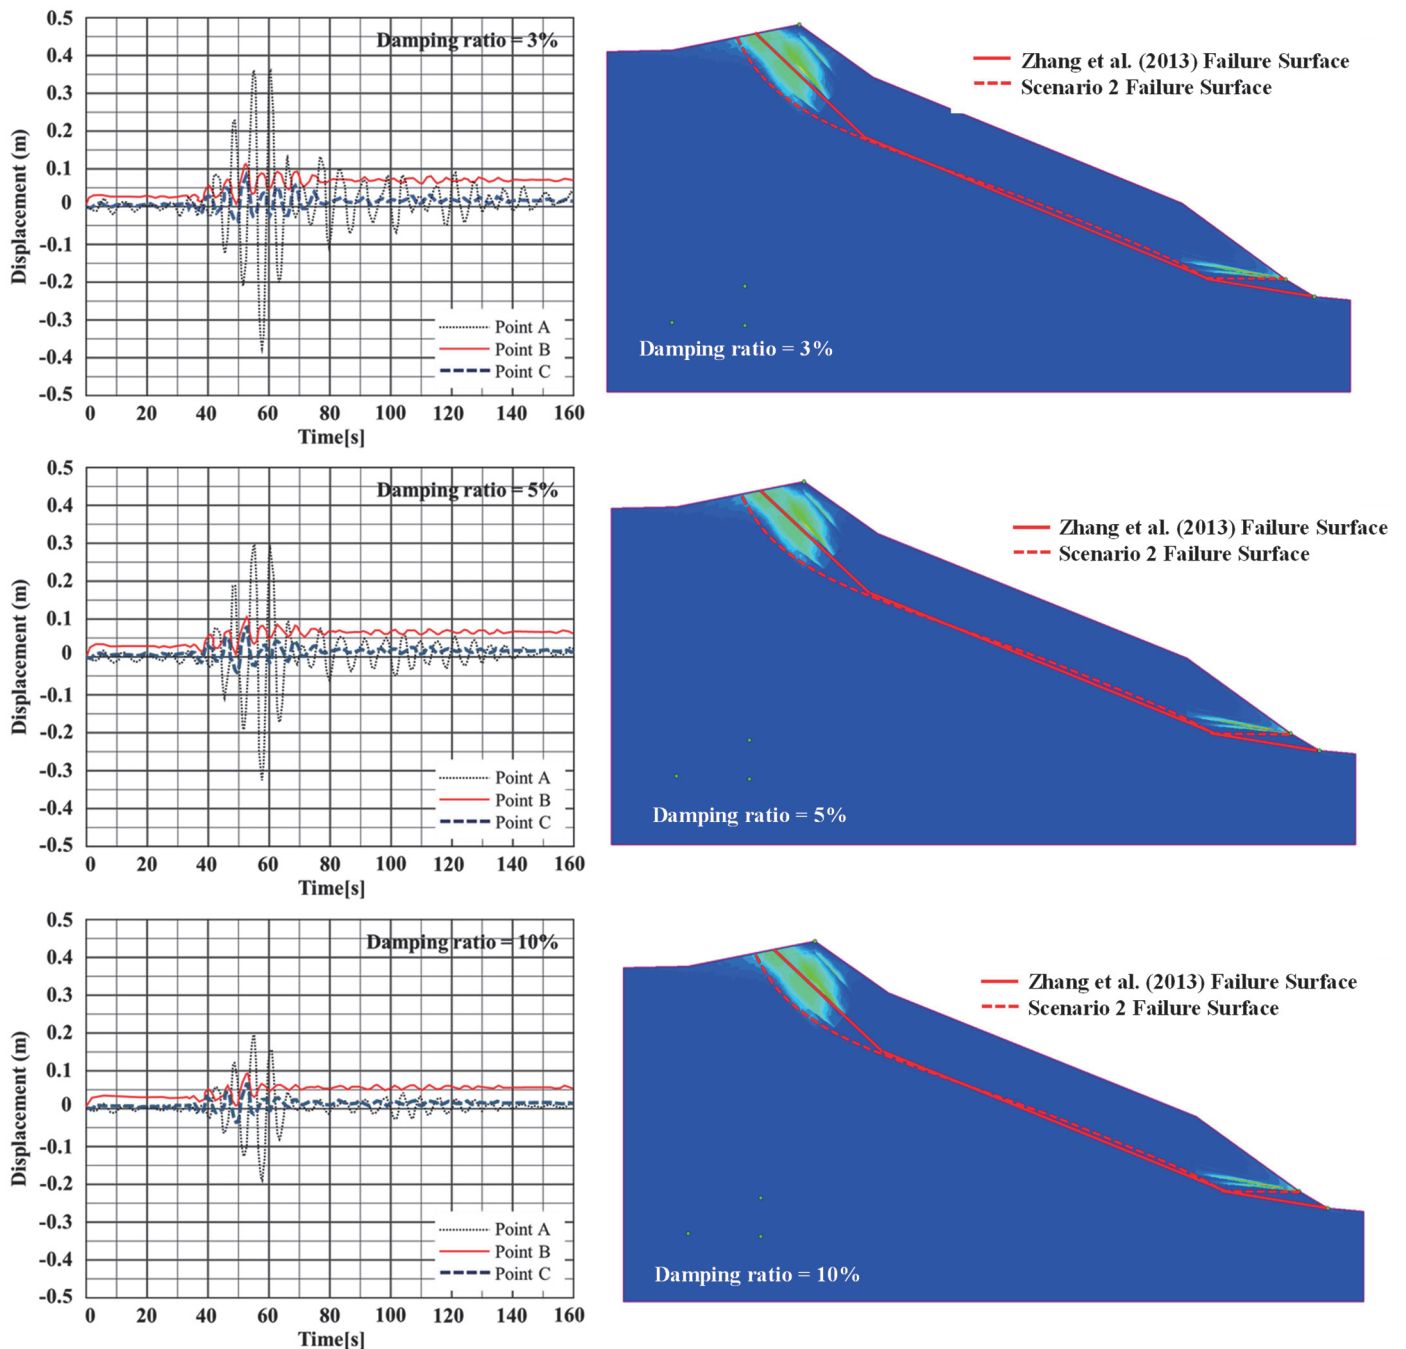 0.5
0.4
0.3
0.2
0.1
0
-0.1
-0.2
-0.3
-0.4
-0.5
Displacement (m)
Damping ratio = 3%
Point A
Point B
Point C
0 20 40 60 80 100 120 140 160
Time[s]
Zhang et al. (2013) Failure Surface
Scenario 2 Failure Surface
Damping ratio = 3%
0.5
0.4
0.3
0.2
0.1
0
-0.1
-0.2
-0.3
-0.4
-0.5
Displacement (m)
Damping ratio = 5%
Point A
Point B
Point C
0 20 40 60 80 100 120 140 160
Time[s]
Zhang et al. (2013) Failure Surface
Scenario 2 Failure Surface
Damping ratio = 5%
0.5
0.4
0.3
0.2
0.1
0
-0.1
-0.2
-0.3
-0.4
-0.5
Displacement (m)
Damping ratio = 10%
Point A
Point B
Point C
0 20 40 60 80 100 120 140 160
Time[s]
Zhang et al. (2013) Failure Surface
Scenario 2 Failure Surface
Damping ratio = 10%